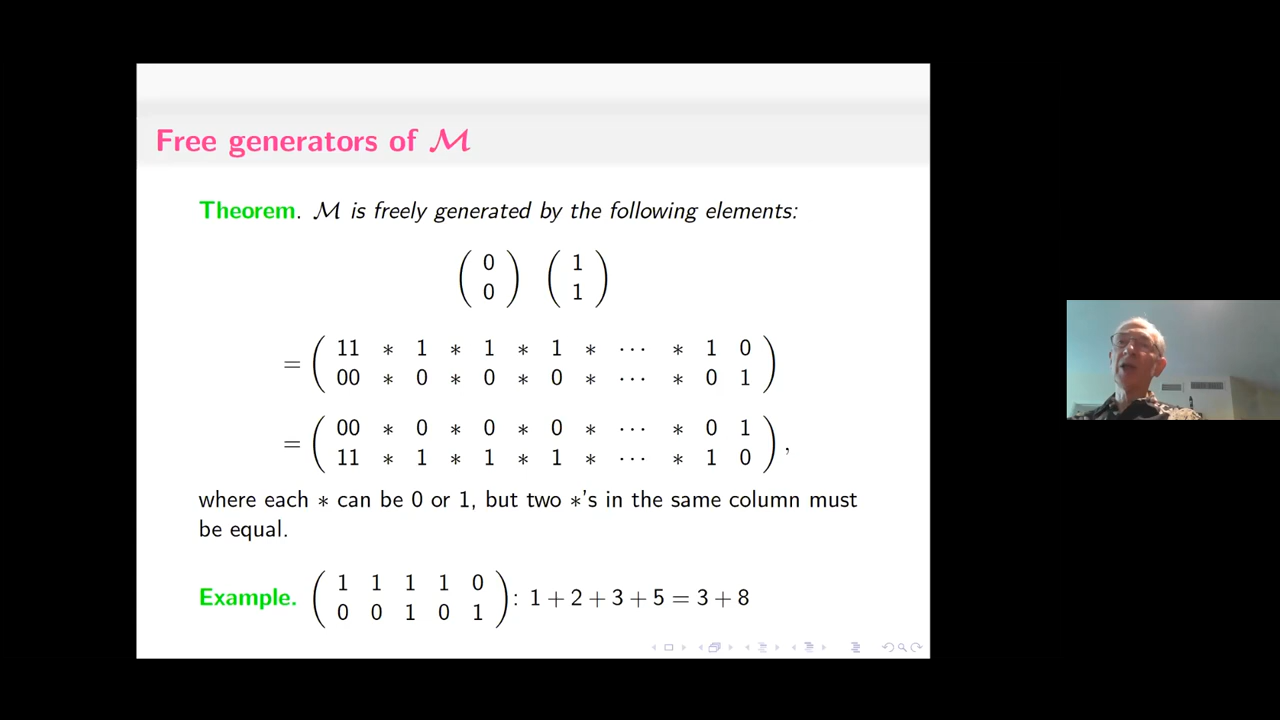 Free generators of ℳ
Theorem. ℳ is freely generated by the following elements:
( 0 ) ( 1 )
( 0 ) ( 1 )
= ( 11 * 1 * 1 * 1 * ⋯ * 1 0 )
( 00 * 0 * 0 * 0 * ⋯ * 0 1 )
= ( 00 * 0 * 0 * 0 * ⋯ * 0 1 )
( 11 * 1 * 1 * 1 * ⋯ * 1 0 ) ,
where each * can be 0 or 1, but two *'s in the same column must
be equal.
Example. ( 1 1 1 1 0 ) : 1 + 2 + 3 + 5 = 3 + 8
( 0 0 1 0 1 )